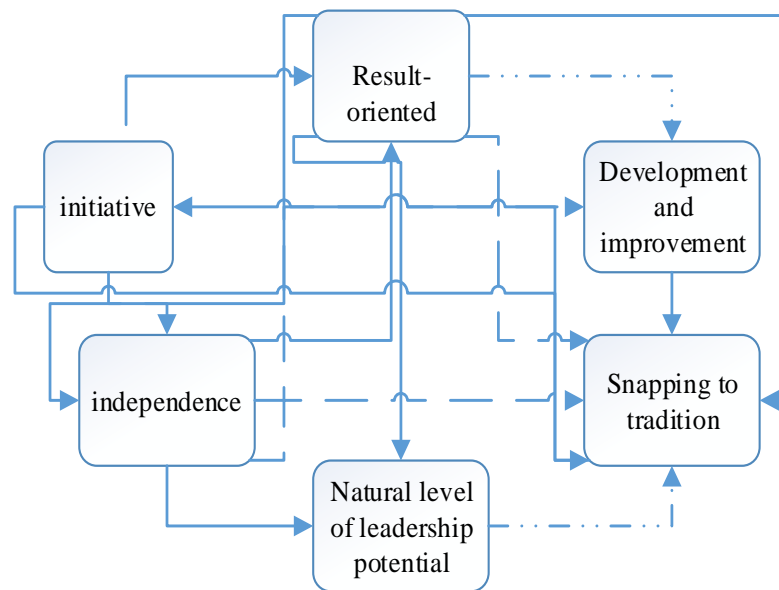 Result-
oriented
initiative
Development
and
improvement
independence
Snapping to
tradition
Natural level
of leadership
potential